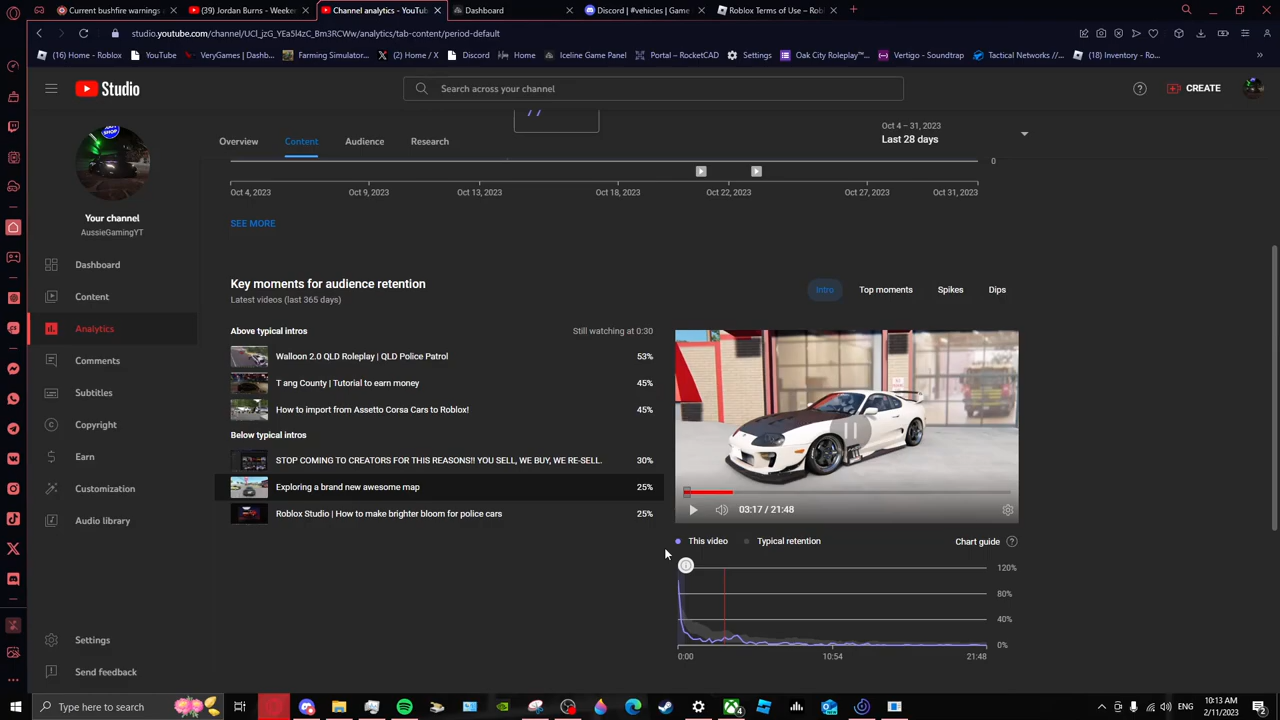 Current bushfire warnings a
(39) Jordan Burns - Weeken
Channel analytics - YouTub
Dashboard
Discord | #vehicles | Game
Roblox Terms of Use – Robl
studio.youtube.com/channel/UCl_jzG_YEa5l4zC_Bm3RCWw/analytics/tab-content/period-default
(16) Home - Roblox
YouTube
VeryGames | Dashb...
Farming Simulator...
(2) Home / X
Discord
Home
Iceline Game Panel
Portal – RocketCAD
Settings
Oak City Roleplay™...
Vertigo - Soundtrap
Tactical Networks //...
(18) Inventory - Ro...
Studio
Search across your channel
CREATE
Your channel
AussieGamingYT
Dashboard
Content
Analytics
Comments
Subtitles
Copyright
Earn
Customization
Audio library
Settings
Send feedback
Overview
Content
Audience
Research
Oct 4 – 31, 2023
Last 28 days
0
Oct 4, 2023
Oct 9, 2023
Oct 13, 2023
Oct 18, 2023
Oct 22, 2023
Oct 27, 2023
Oct 31, 2023
SEE MORE
Key moments for audience retention
Latest videos (last 365 days)
Intro
Top moments
Spikes
Dips
Above typical intros
Still watching at 0:30
Walloon 2.0 QLD Roleplay | QLD Police Patrol
53%
T ang County | Tutorial to earn money
45%
How to import from Assetto Corsa Cars to Roblox!
45%
Below typical intros
STOP COMING TO CREATORS FOR THIS REASONS!! YOU SELL, WE BUY, WE RE-SELL.
30%
Exploring a brand new awesome map
25%
Roblox Studio | How to make brighter bloom for police cars
25%
03:17 / 21:48
This video
Typical retention
Chart guide
120%
80%
40%
0%
0:00
10:54
21:48
Type here to search
ENG
10:13 AM
2/11/2023